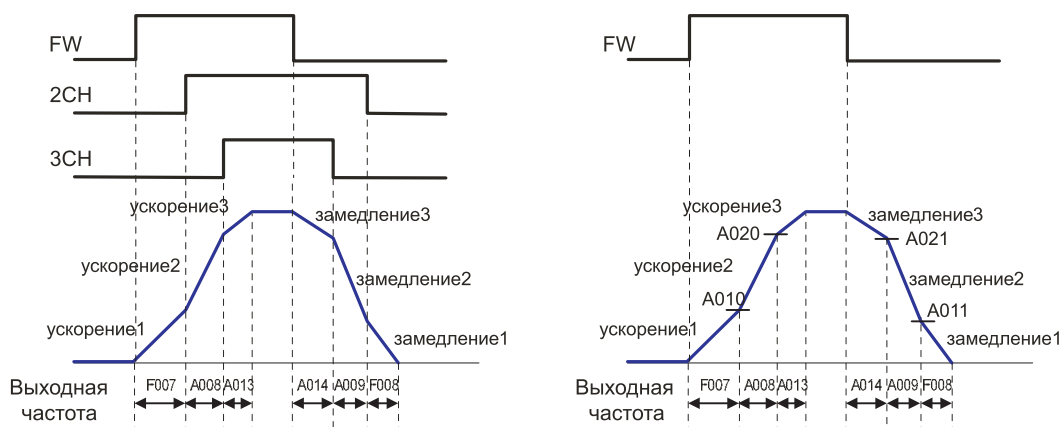 FW
2CH
3CH
ускорение3
замедление3
ускорение2
замедление2
ускорение1
замедление1
Выходная
частота
F007
A008
A013
A014
A009
F008
FW
ускорение3
замедление3
A020
A021
ускорение2
замедление2
A010
A011
ускорение1
замедление1
Выходная
частота
F007
A008
A013
A014
A009
F008